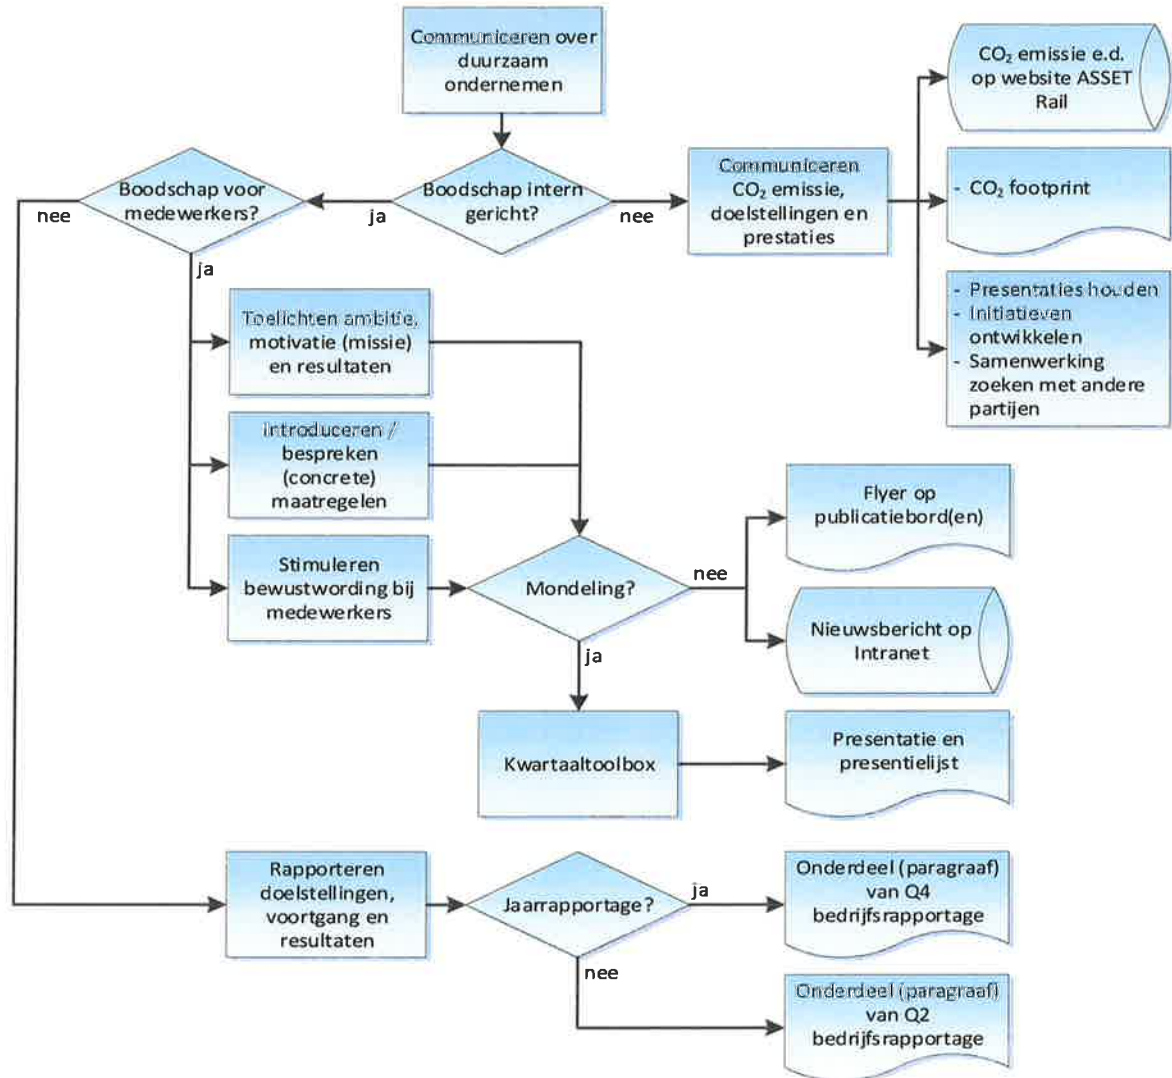 Communiceren over
duurzaam
ondernemen
CO₂ emissie e.d.
op website ASSET
Rail
Boodschap voor
medewerkers?
nee
ja
Boodschap intern
gericht?
ja
nee
Communiceren
CO₂ emissie,
doelstellingen en
prestaties
- CO₂ footprint
- Presentaties houden
- Initiatieven
ontwikkelen
- Samenwerking
zoeken met andere
partijen
Toelichten ambitie,
motivatie (missie)
en resultaten
Introduceren /
bespreken
(concrete)
maatregelen
Stimuleren
bewustwording bij
medewerkers
Mondeling?
nee
ja
Flyer op
publicatiebord(en)
Nieuwsbericht op
Intranet
Kwartaaltoolbox
Presentatie en
presentielijst
Rapporteren
doelstellingen,
voortgang en
resultaten
Jaarrapportage?
ja
nee
Onderdeel (paragraaf)
van Q4
bedrijfsrapportage
Onderdeel (paragraaf)
van Q2
bedrijfsrapportage